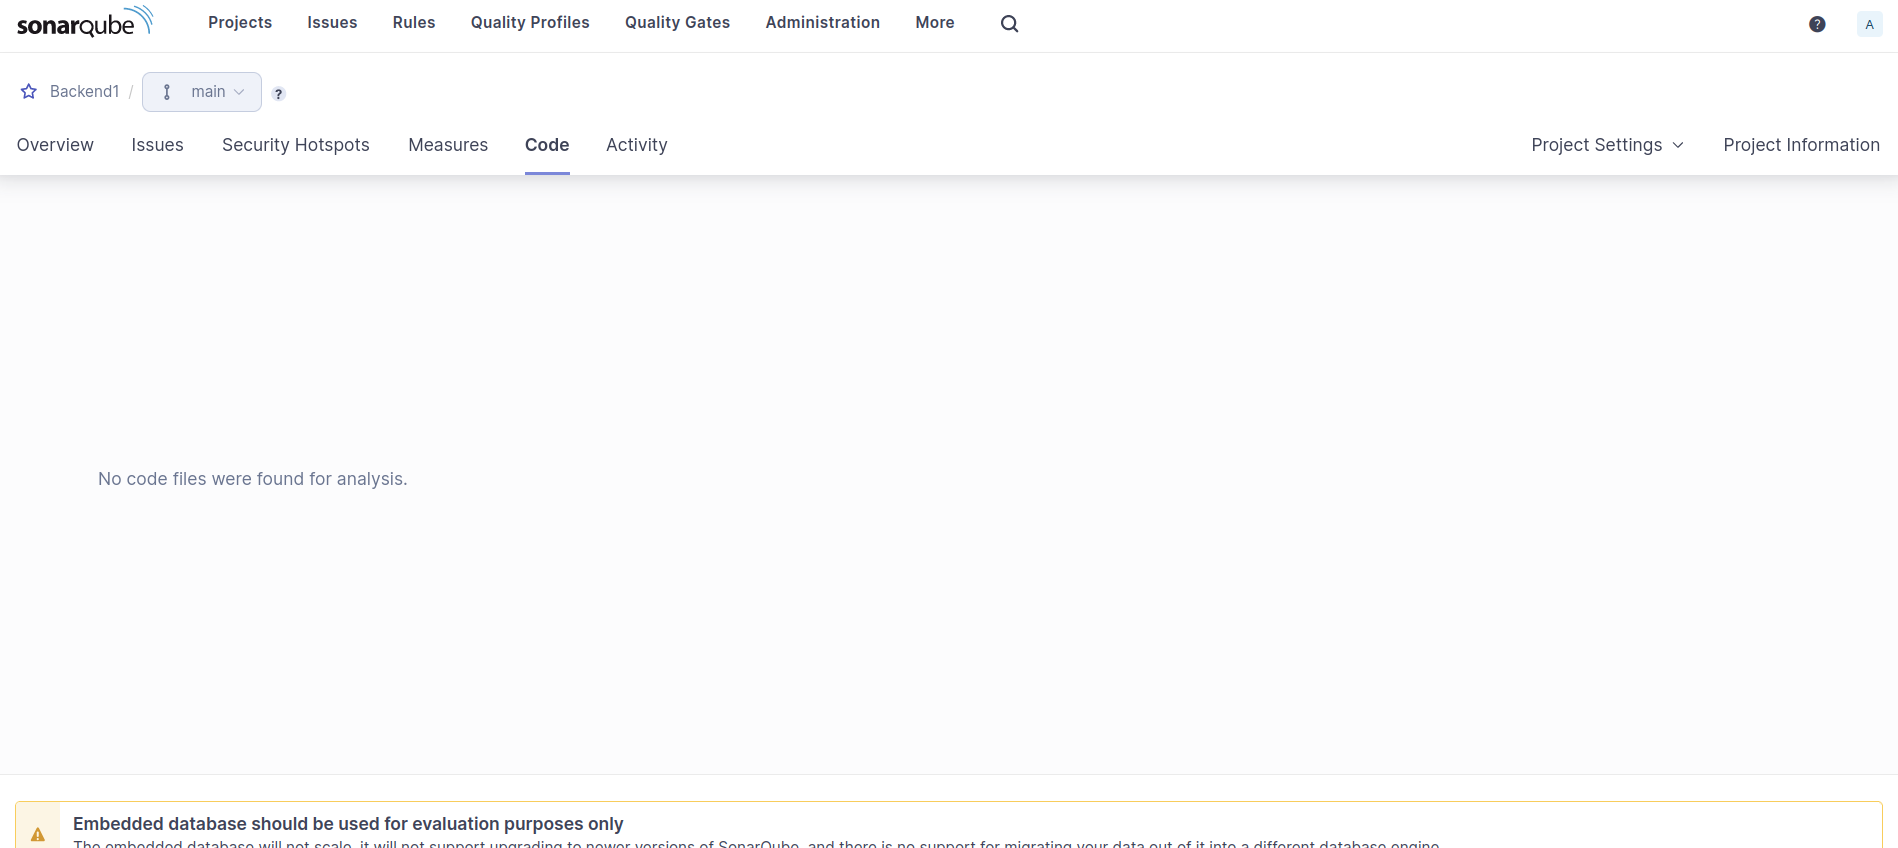 sonarqube Projects Issues Rules Quality Profiles Quality Gates Administration More ? A
Backend1 / main ?
Overview Issues Security Hotspots Measures Code Activity Project Settings Project Information
No code files were found for analysis.
Embedded database should be used for evaluation purposes only
The embedded database will not scale, it will not support upgrading to newer versions of SonarQube, and there is no support for migrating your data out of it into a different database engine.